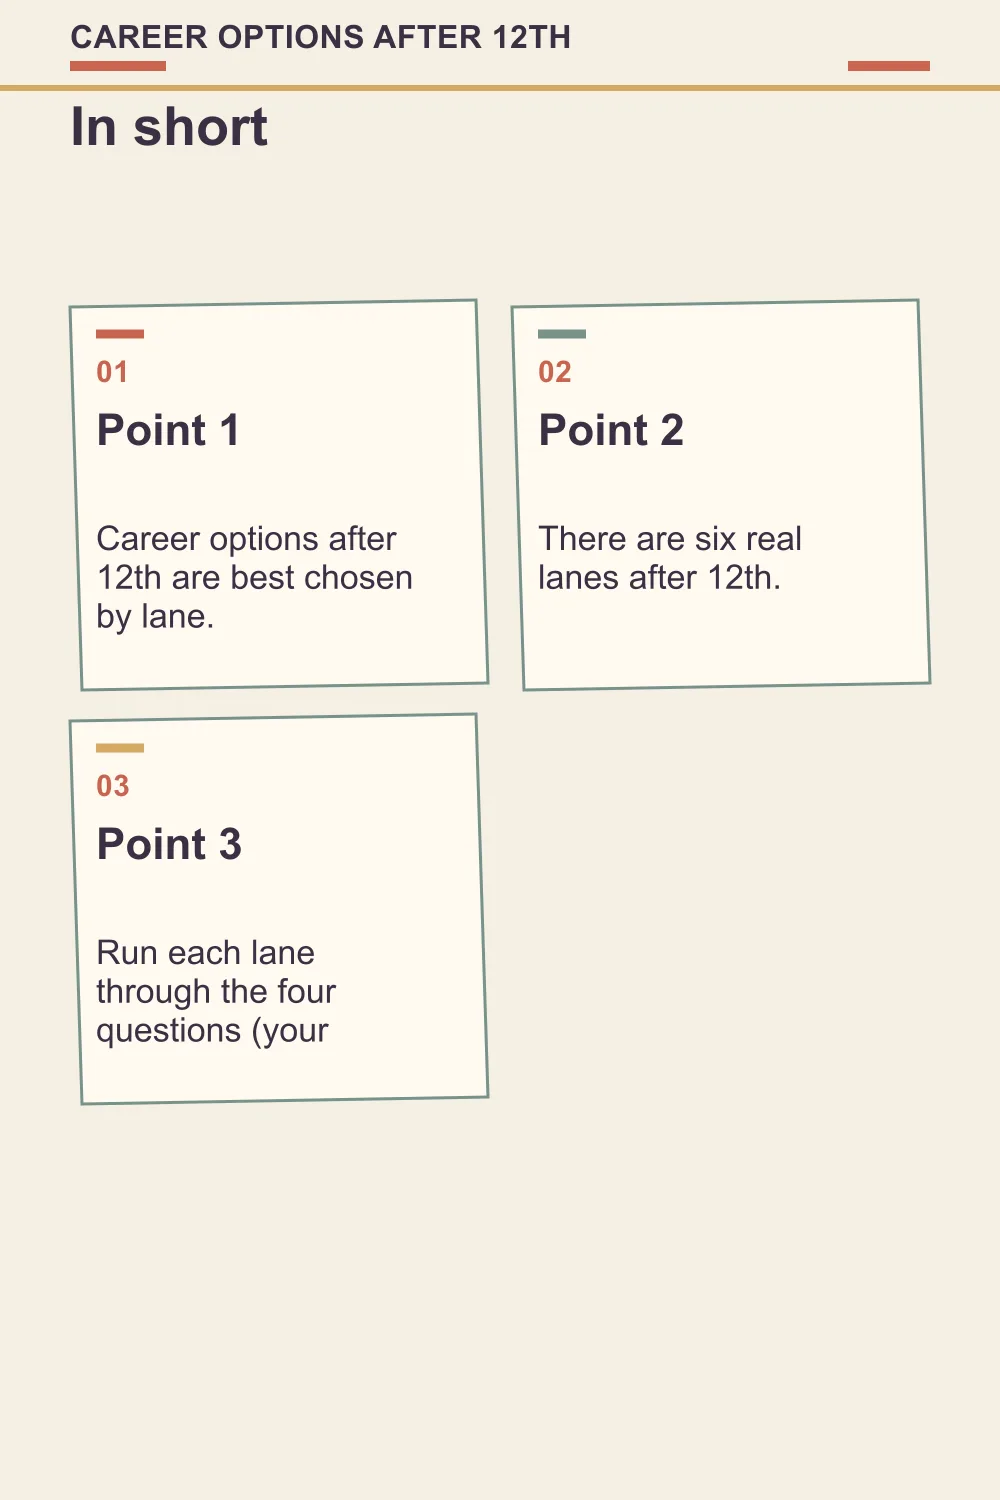 CAREER OPTIONS AFTER 12TH
In short
01
Point 1
Career options after
12th are best chosen
by lane.
02
Point 2
There are six real
lanes after 12th.
03
Point 3
Run each lane
through the four
questions (your